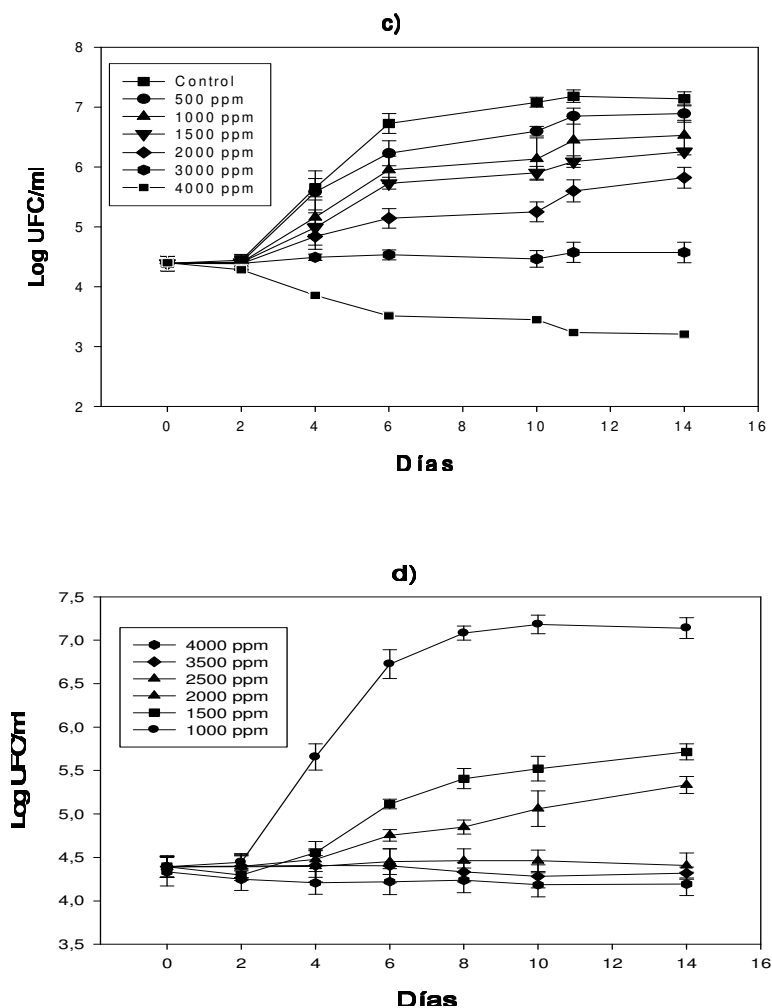 c)
8
7
6
5
4
3
2
Log UFC/ml
Control
500 ppm
1000 ppm
1500 ppm
2000 ppm
3000 ppm
4000 ppm
0 2 4 6 8 10 12 14 16
Días
d)
7,5
7,0
6,5
6,0
5,5
5,0
4,5
4,0
3,5
Log UFC/ml
4000 ppm
3500 ppm
2500 ppm
2000 ppm
1500 ppm
1000 ppm
0 2 4 6 8 10 12 14 16
Días